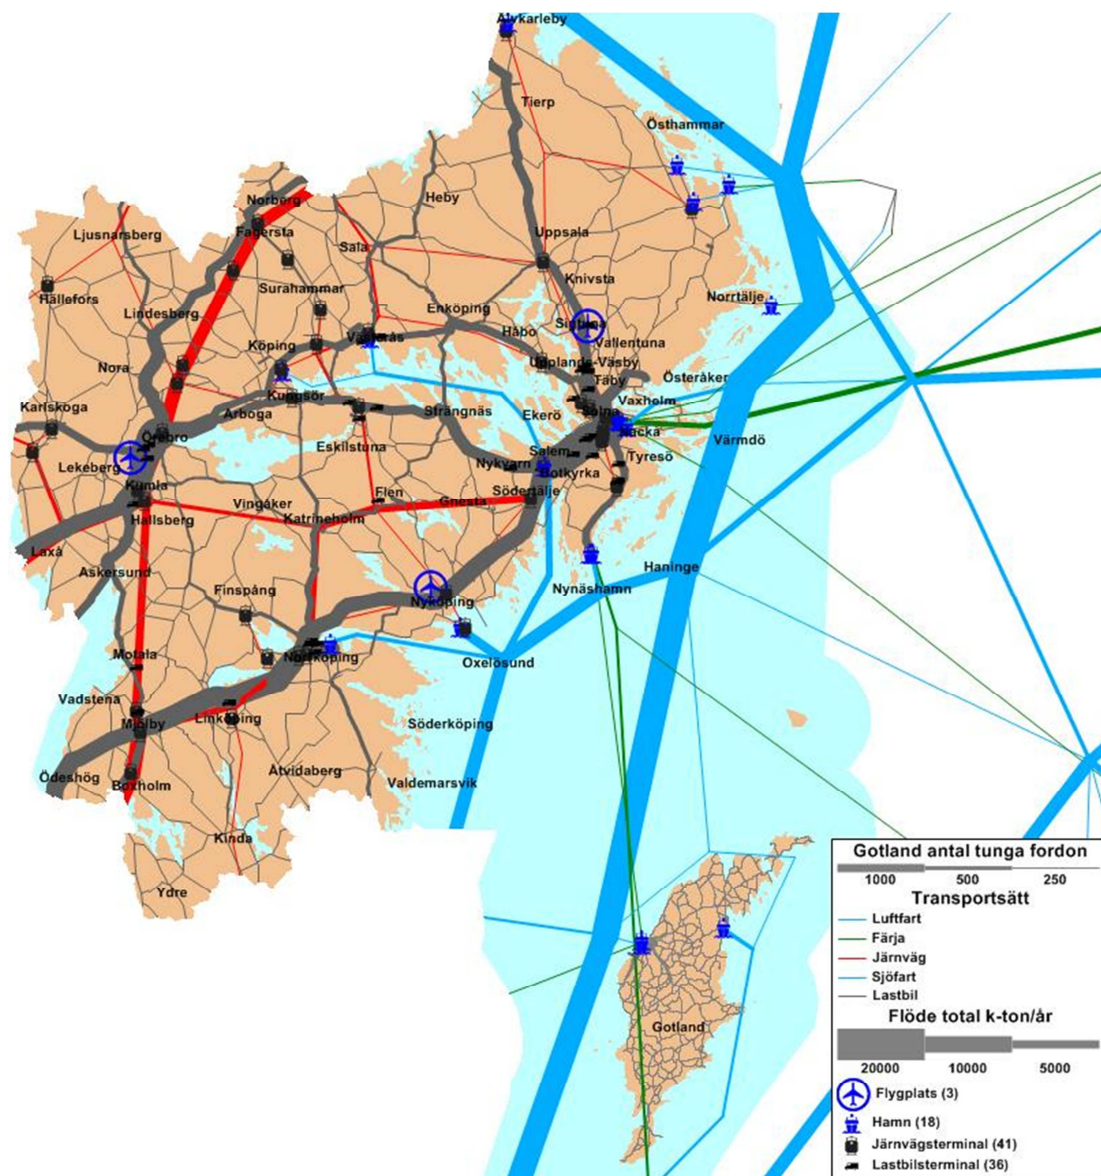 Älvkarleby
Tierp
Östhammar
Norberg
Heby
Fagersta
Ljusnarsberg
Sala
Uppsala
Knivsta
Hällefors
Surahammar
Norrtälje
Lindesberg
Enköping
Håbo
Sigtuna
Västerås
Vallentuna
Köping
Upplands-Väsby
Nora
Täby
Österåker
Kungsör
Vaxholm
Karlskoga
Arboga
Strängnäs
Ekerö
Solna
Örebro
Nacka
Värmdö
Eskilstuna
Salem
Tyresö
Lekeberg
Nykvarn
Botkyrka
Kumla
Flen
Gnesta
Södertälje
Vingåker
Hallsberg
Katrineholm
Laxå
Haninge
Askersund
Finspång
Nynäshamn
Nyköping
Motala
Norrköping
Oxelösund
Vadstena
Mjölby
Linköping
Söderköping
Ödeshög
Åtvidaberg
Boxholm
Valdemarsvik
Kinda
Ydre
Gotland
Gotland antal tunga fordon
1000 500 250
Transportsätt
Luftfart
Färja
Järnväg
Sjöfart
Lastbil
Flöde total k-ton/år
20000 10000 5000
Flygplats (3)
Hamn (18)
Järnvägsterminal (41)
Lastbilsterminal (36)